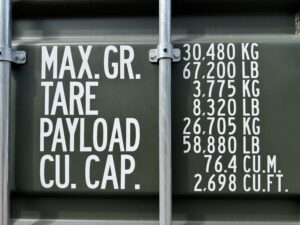 MAX. GR.
30,480 KG
67,200 LB
TARE
3,775 KG
8,320 LB
PAYLOAD
26,705 KG
58,880 LB
CU. CAP.
76.4 CU.M.
2,698 CU.FT.